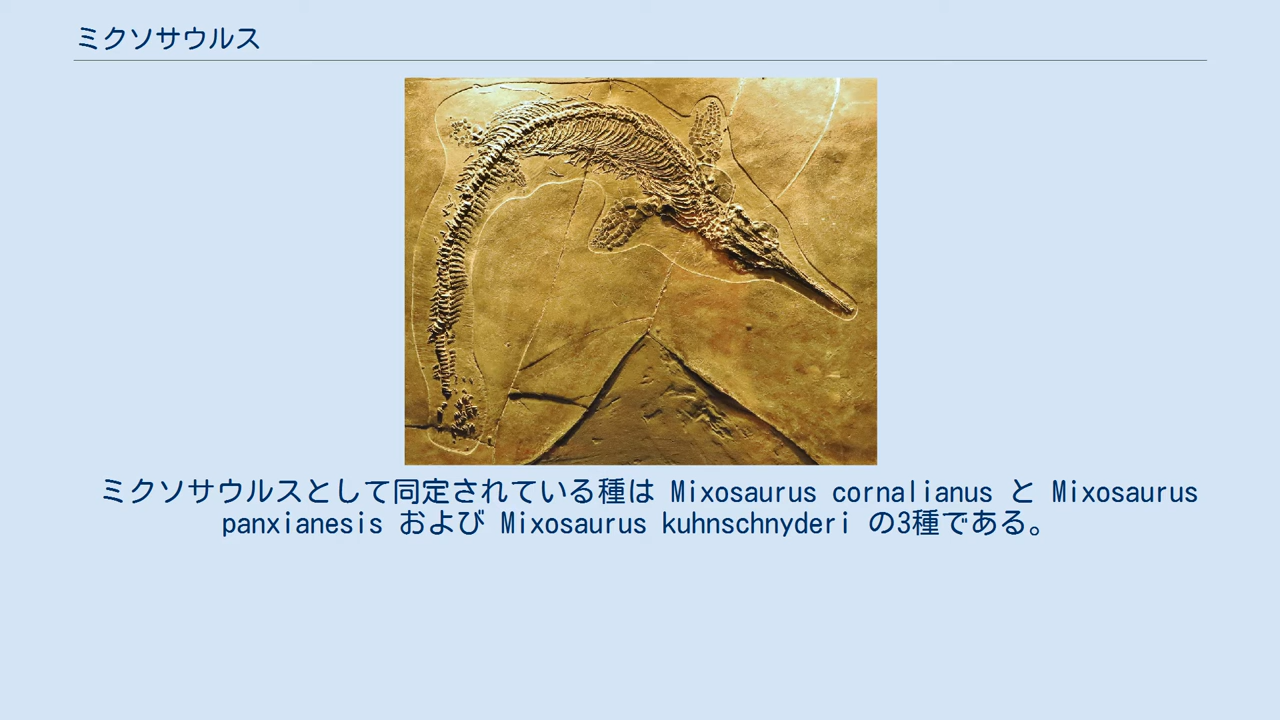 ミクソサウルス
ミクソサウルスとして同定されている種は Mixosaurus cornalianus と Mixosaurus
panxianesis および Mixosaurus kuhnschnyderi の3種である。